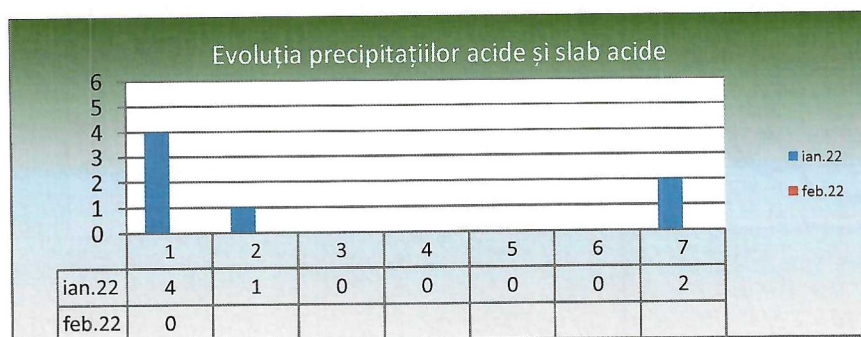 Evoluția precipitațiilor acide și slab acide
6
5
4
3
2
1
0
ian.22
feb.22
1 2 3 4 5 6 7
ian.22 4 1 0 0 0 0 2
feb.22 0